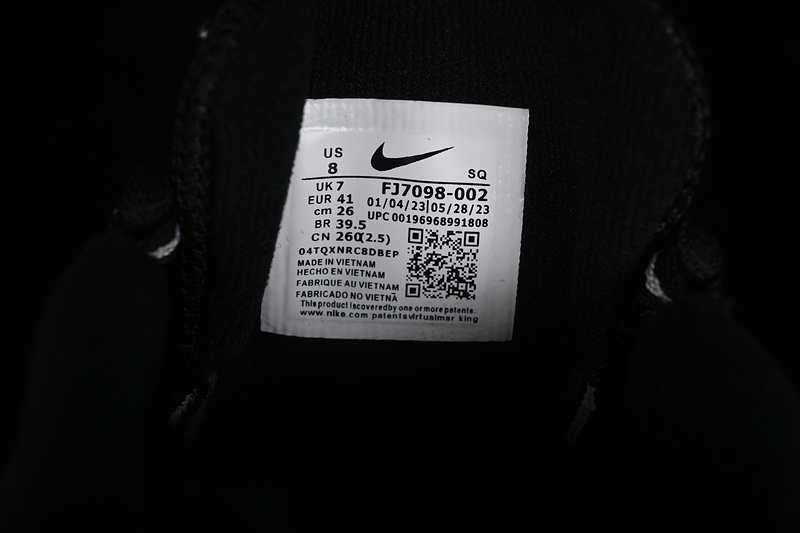 US
8
SQ
UK 7
FJ7098-002
EUR 41
01/04/23|05/28/23
cm 26
UPC 00196968991808
BR 39.5
CN 260(2.5)
04TQXNRC8DBEP
MADE IN VIETNAM
HECHO EN VIETNAM
FABRIQUE AU VIETNAM
FABRICADO NO VIETNÃ
This product is covered by one or more patents.
www.nike.com patentsvirtualmar king